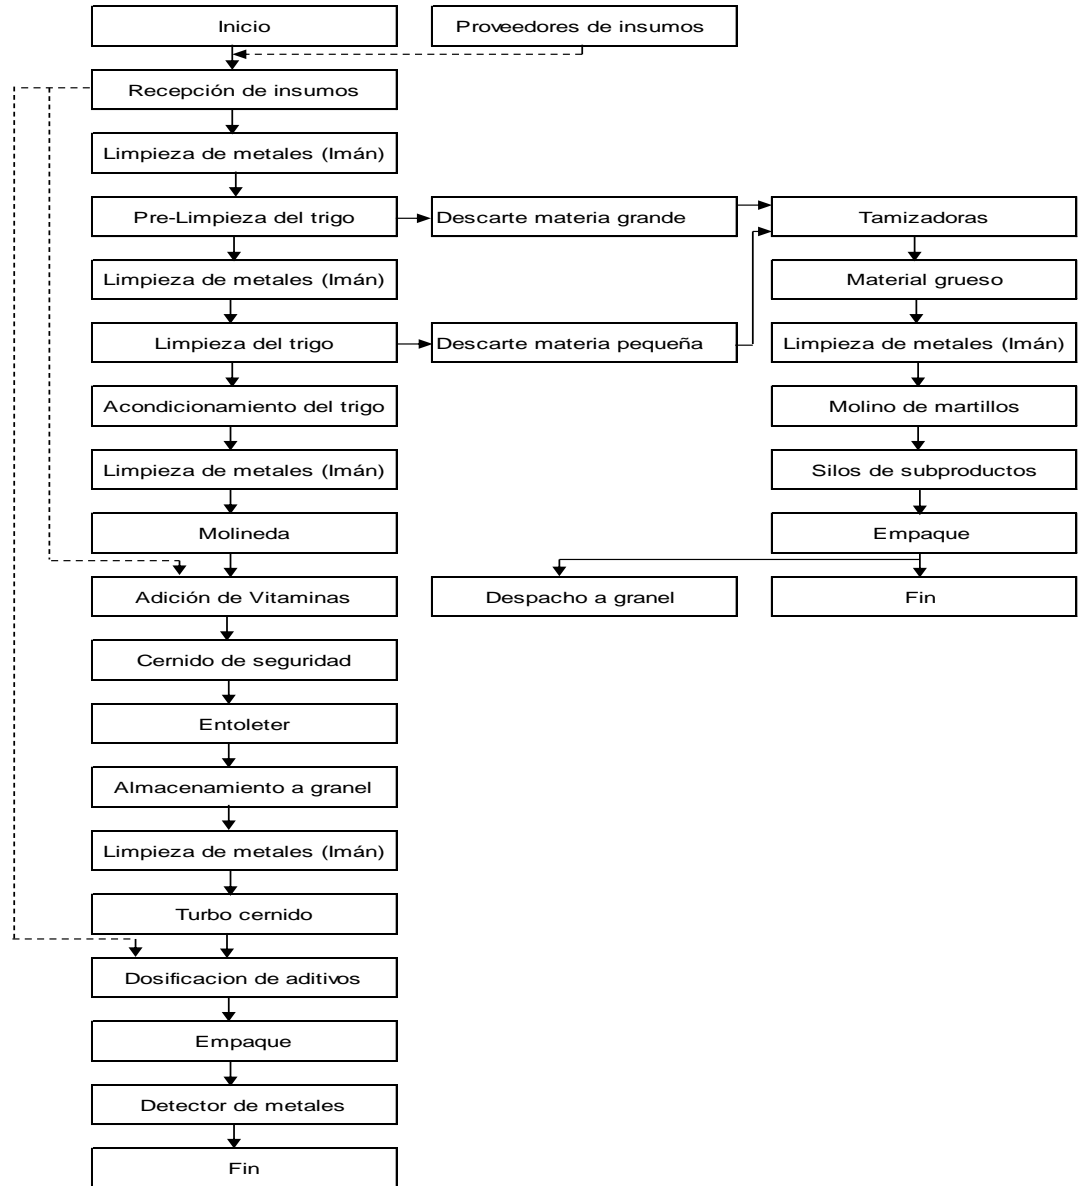 Inicio
Proveedores de insumos
Recepción de insumos
Limpieza de metales (Imán)
Pre-Limpieza del trigo
Descarte materia grande
Tamizadoras
Limpieza de metales (Imán)
Material grueso
Limpieza del trigo
Descarte materia pequeña
Limpieza de metales (Imán)
Acondicionamiento del trigo
Molino de martillos
Limpieza de metales (Imán)
Silos de subproductos
Molineda
Empaque
Adición de Vitaminas
Despacho a granel
Fin
Cernido de seguridad
Entoleter
Almacenamiento a granel
Limpieza de metales (Imán)
Turbo cernido
Dosificacion de aditivos
Empaque
Detector de metales
Fin